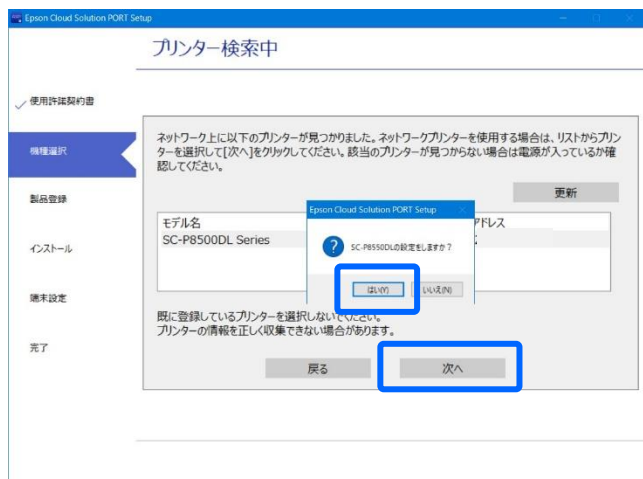 Epson Cloud Solution PORT Setup
プリンター検索中
使用許諾契約書
機種選択
製品登録
インストール
端末設定
完了
ネットワーク上に以下のプリンターが見つかりました。ネットワークプリンターを使用する場合は、リストからプリン
ターを選択して[次へ]をクリックしてください。該当のプリンターが見つからない場合は電源が入っているか確
認してください。
更新
モデル名
アドレス
SC-P8500DL Series
Epson Cloud Solution PORT Setup
SC-P8550DLの設定をしますか？
はい(Y)
いいえ(N)
既に登録しているプリンターを選択しないでください。
プリンターの情報を正しく収集できない場合があります。
戻る
次へ